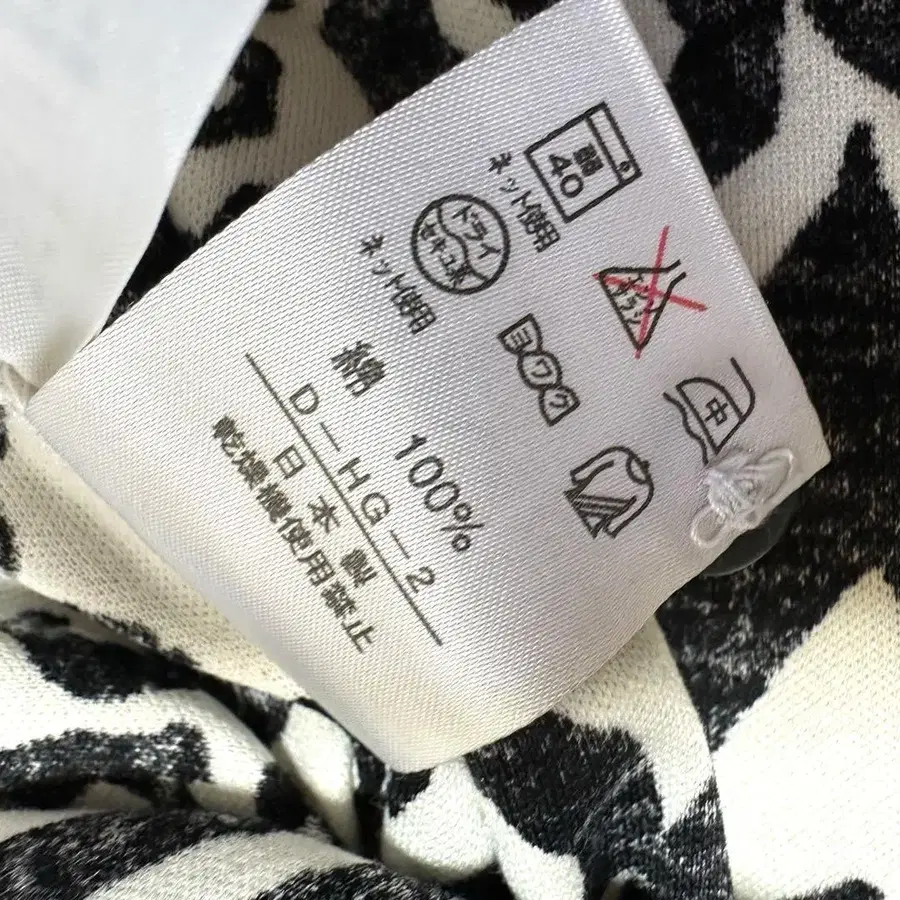 弱
40
エンソ
サラシ
中
ネット使用
ドライ
セキユ系
ヨワク
ネット使用
綿 100%
D—HG—2
日本製
乾燥機使用禁止